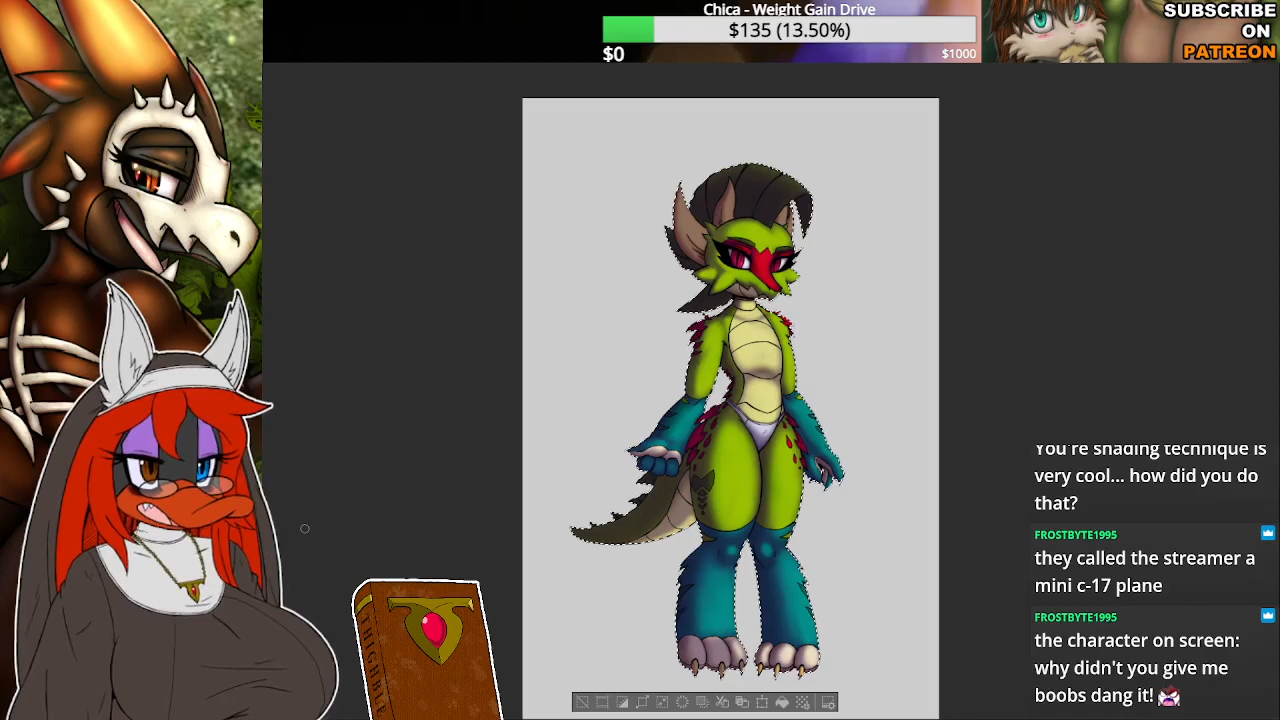 Chica - Weight Gain Drive
$135 (13.50%)
$0
$1000
SUBSCRIBE
ON
PATREON
You're shading technique is
very cool... how did you do
that?
FROSTBYTE1995
they called the streamer a
mini c-17 plane
FROSTBYTE1995
the character on screen:
why didn't you give me
boobs dang it!
THIGHBLE